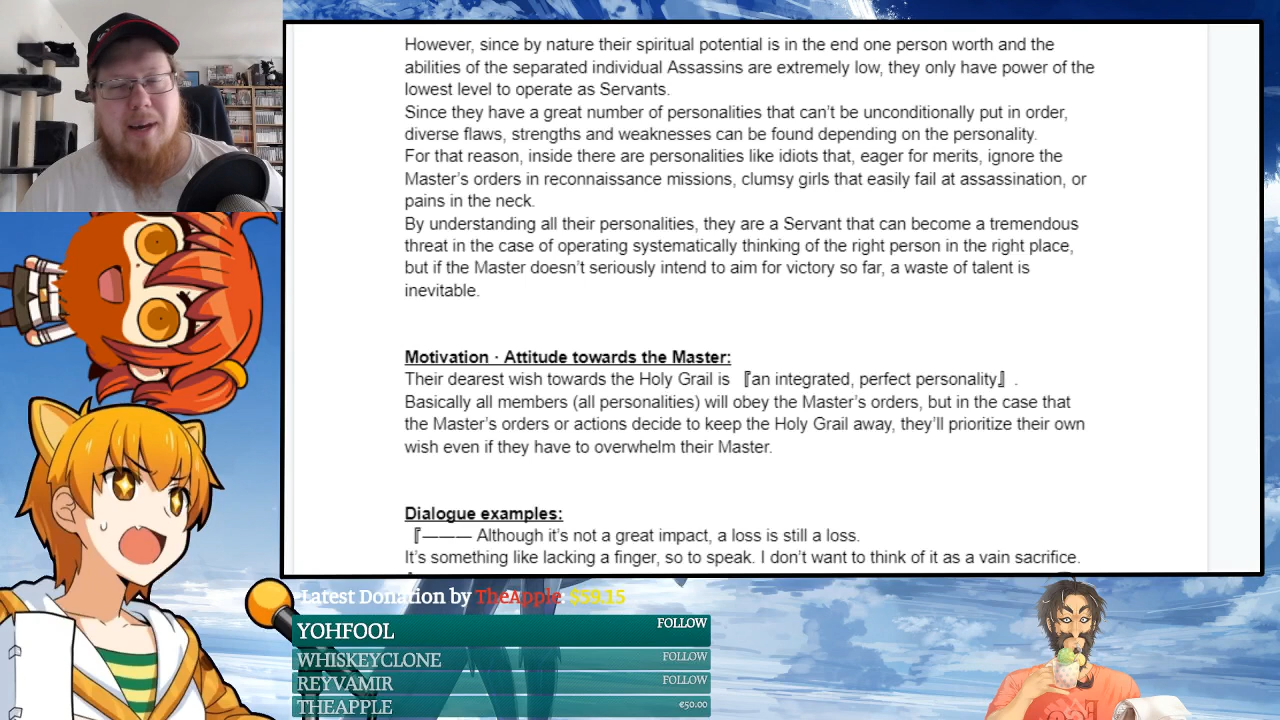 However, since by nature their spiritual potential is in the end one person worth and the
abilities of the separated individual Assassins are extremely low, they only have power of the
lowest level to operate as Servants.
Since they have a great number of personalities that can't be unconditionally put in order,
diverse flaws, strengths and weaknesses can be found depending on the personality.
For that reason, inside there are personalities like idiots that, eager for merits, ignore the
Master's orders in reconnaissance missions, clumsy girls that easily fail at assassination, or
pains in the neck.
By understanding all their personalities, they are a Servant that can become a tremendous
threat in the case of operating systematically thinking of the right person in the right place,
but if the Master doesn't seriously intend to aim for victory so far, a waste of talent is
inevitable.
Motivation · Attitude towards the Master:
Their dearest wish towards the Holy Grail is 『an integrated, perfect personality』.
Basically all members (all personalities) will obey the Master's orders, but in the case that
the Master's orders or actions decide to keep the Holy Grail away, they'll prioritize their own
wish even if they have to overwhelm their Master.
Dialogue examples:
『——— Although it's not a great impact, a loss is still a loss.
It's something like lacking a finger, so to speak. I don't want to think of it as a vain sacrifice.
Latest Donation by TheApple: $59.15
YOHFOOL FOLLOW
WHISKEYCLONE FOLLOW
REYVAMIR FOLLOW
THEAPPLE €50.00